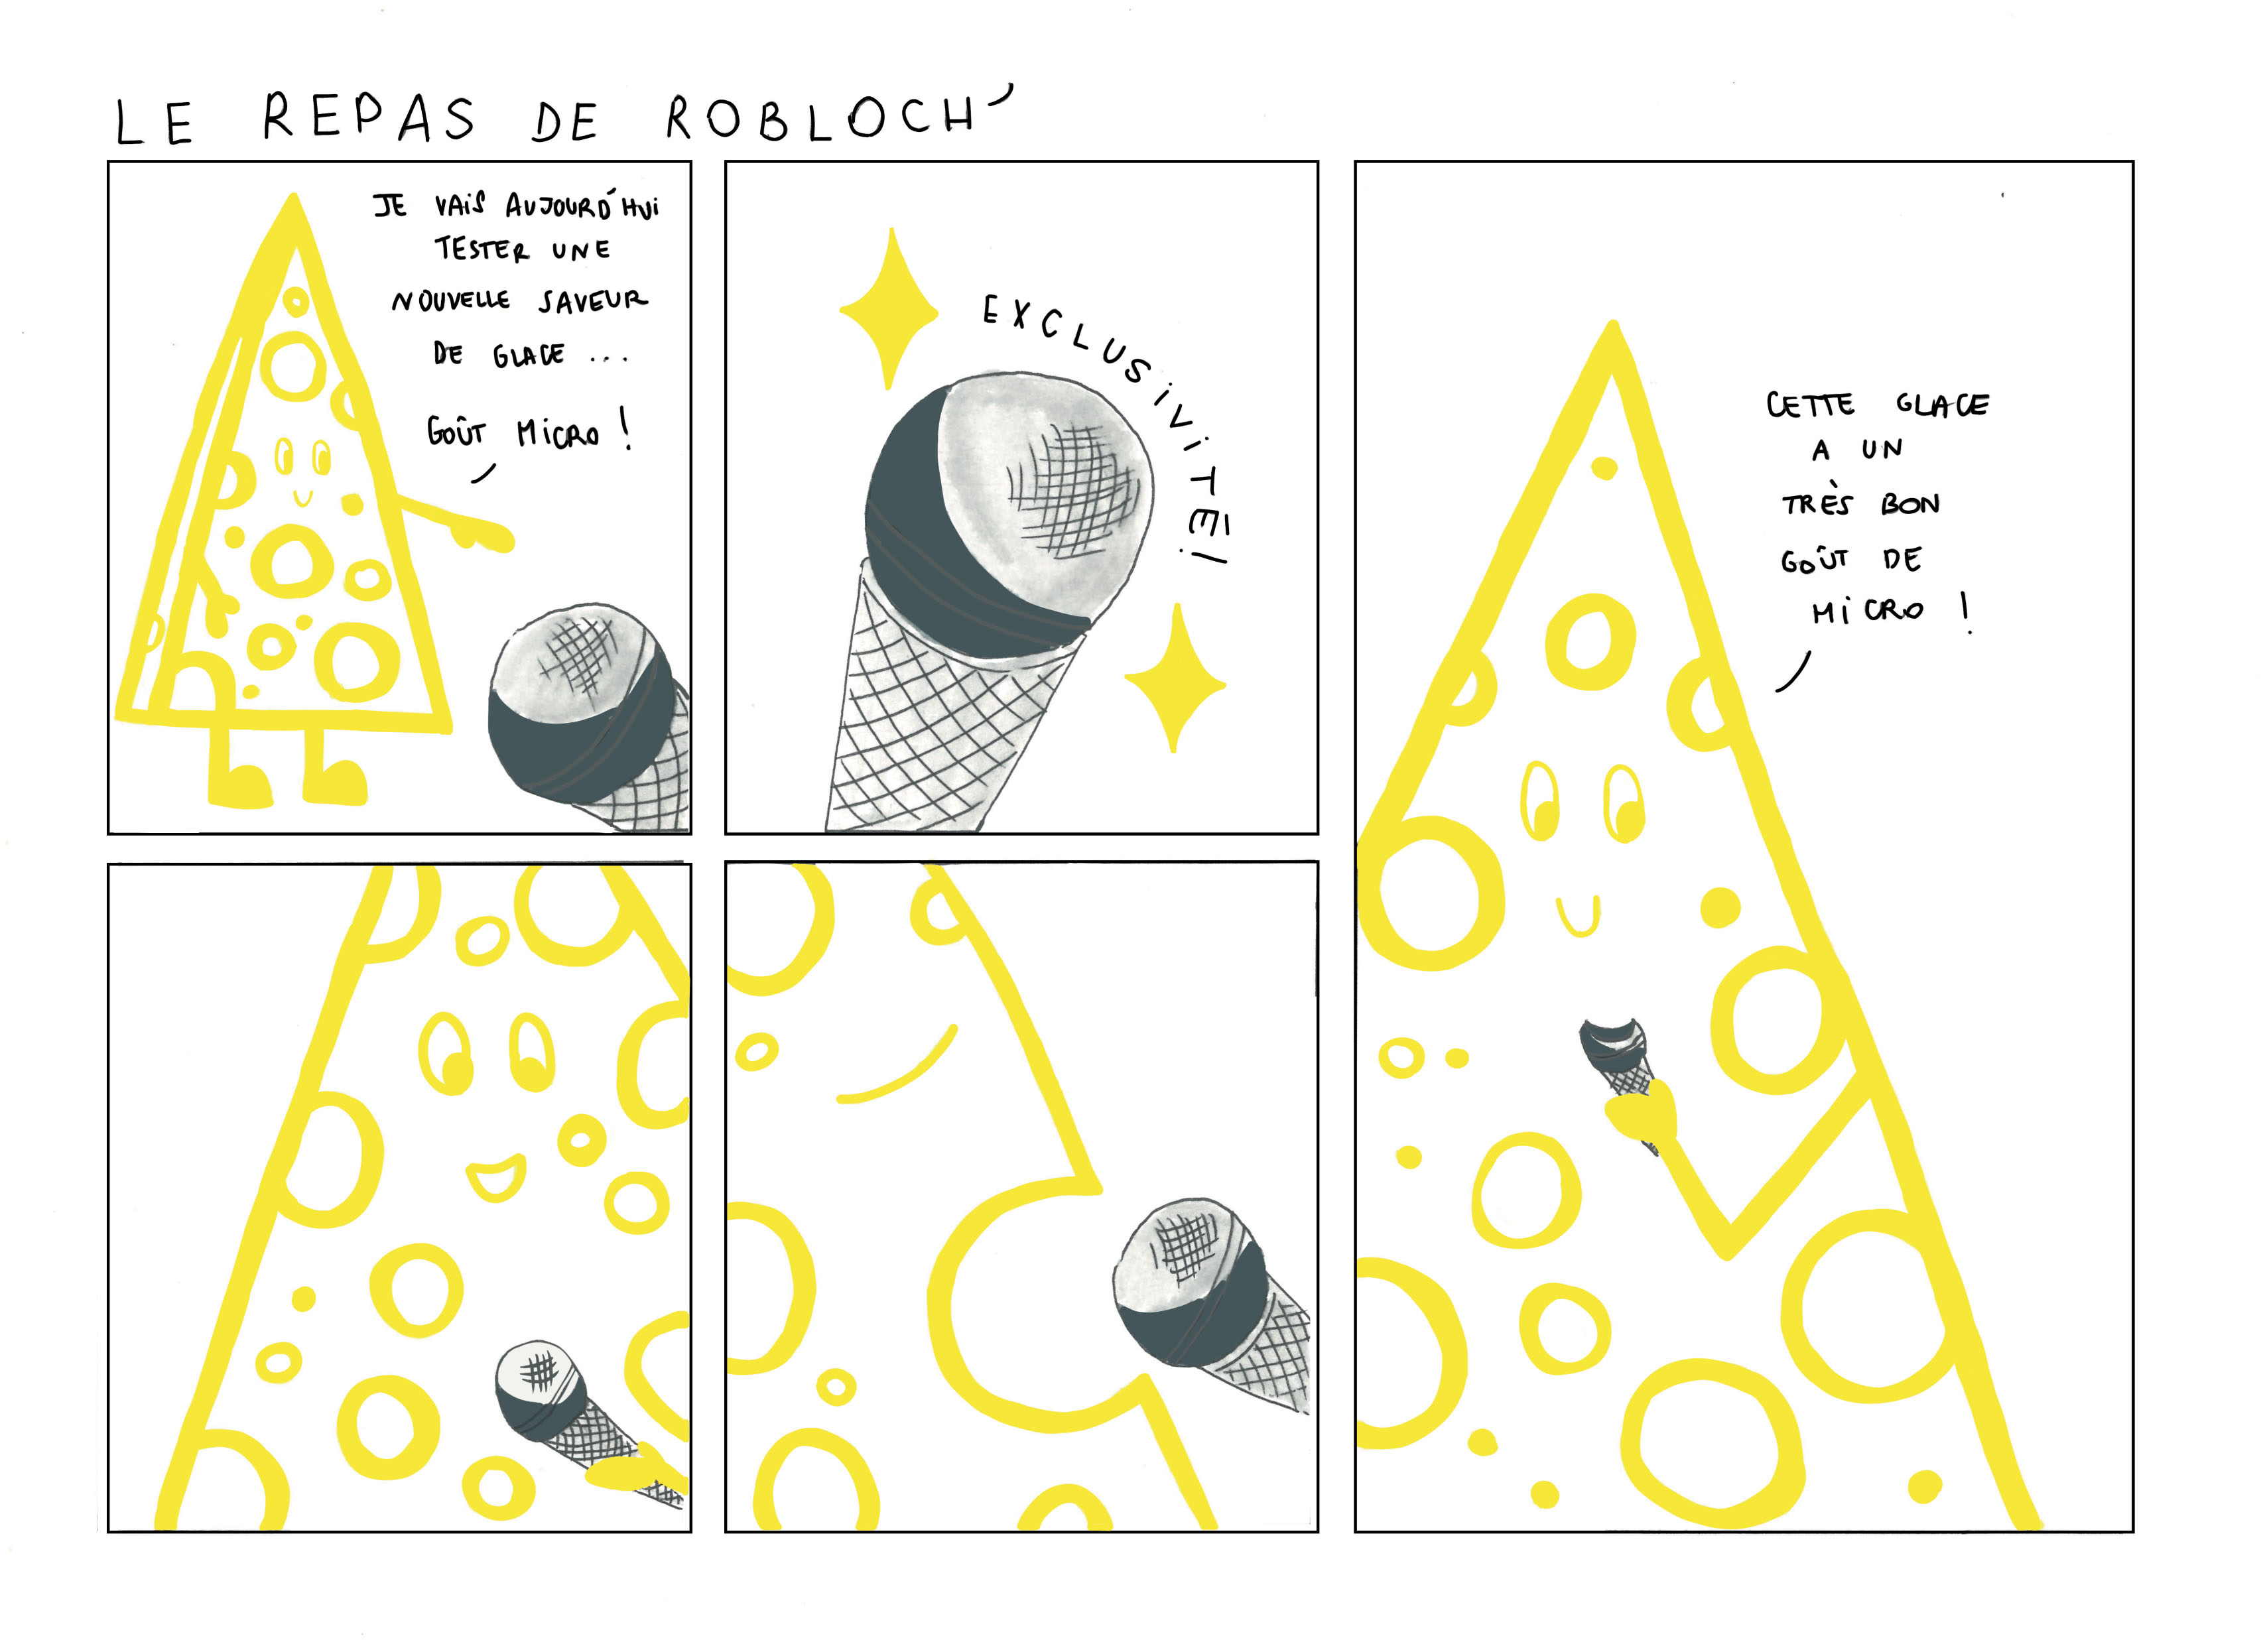 LE REPAS DE ROBLOCH'
JE VAIS AUJOURD'HUI
TESTER UNE
NOUVELLE SAVEUR
DE GLACE ...
GOÛT MICRO !
EXCLUSIVITÉ!
CETTE GLACE
A UN
TRÈS BON
GOÛT DE
MICRO !